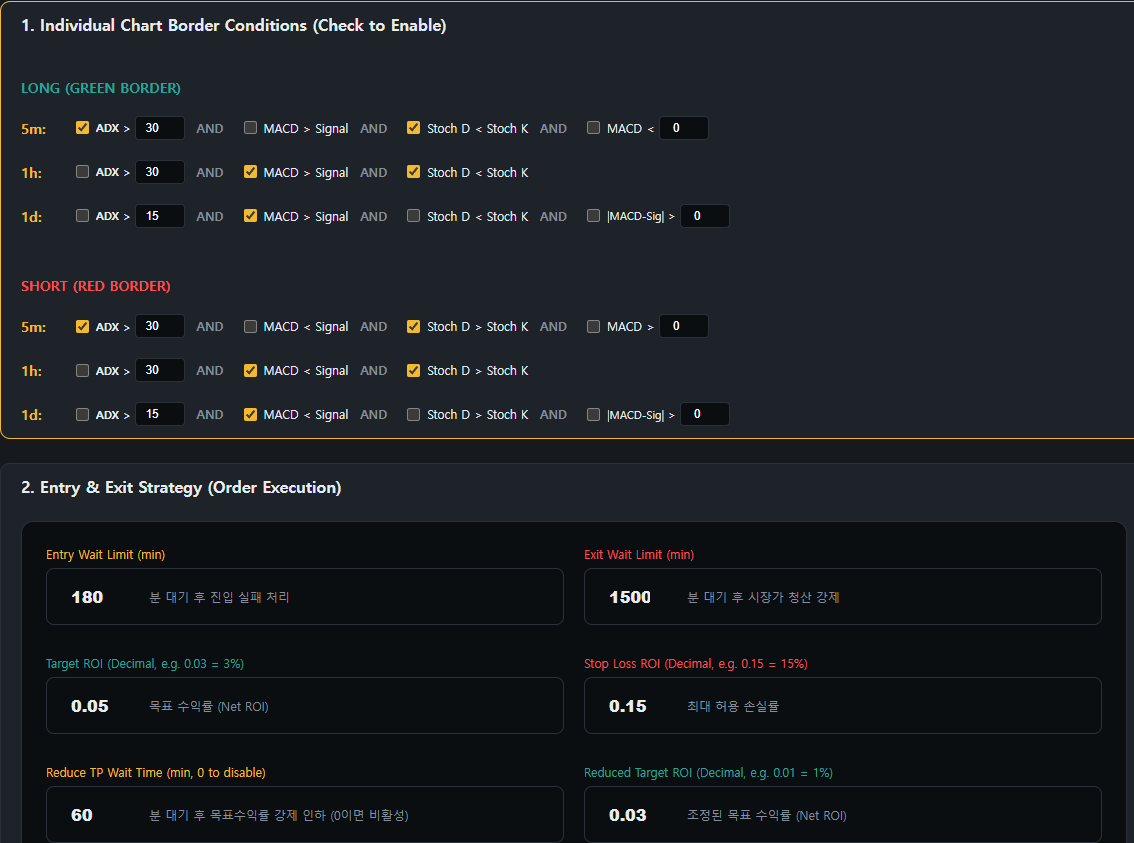 1. Individual Chart Border Conditions (Check to Enable)
LONG (GREEN BORDER)
5m: ADX > 30 AND MACD > Signal AND Stoch D < Stoch K AND MACD < 0
1h: ADX > 30 AND MACD > Signal AND Stoch D < Stoch K
1d: ADX > 15 AND MACD > Signal AND Stoch D < Stoch K AND |MACD-Sig| > 0
SHORT (RED BORDER)
5m: ADX > 30 AND MACD < Signal AND Stoch D > Stoch K AND MACD > 0
1h: ADX > 30 AND MACD < Signal AND Stoch D > Stoch K
1d: ADX > 15 AND MACD < Signal AND Stoch D > Stoch K AND |MACD-Sig| > 0
2. Entry & Exit Strategy (Order Execution)
Entry Wait Limit (min) Exit Wait Limit (min)
180 분 대기 후 진입 실패 처리 1500 분 대기 후 시장가 청산 강제
Target ROI (Decimal, e.g. 0.03 = 3%) Stop Loss ROI (Decimal, e.g. 0.15 = 15%)
0.05 목표 수익률 (Net ROI) 0.15 최대 허용 손실률
Reduce TP Wait Time (min, 0 to disable) Reduced Target ROI (Decimal, e.g. 0.01 = 1%)
60 분 대기 후 목표수익률 강제 인하 (0이면 비활성) 0.03 조정된 목표 수익률 (Net ROI)